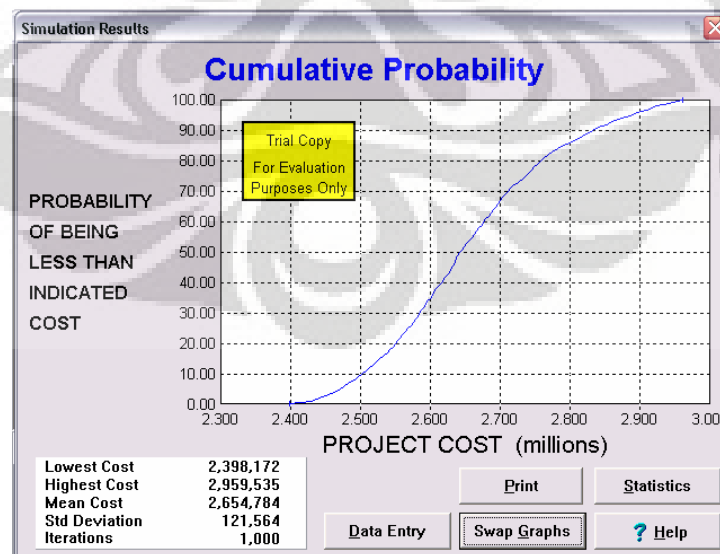 Simulation Results
Cumulative Probability
100.00
90.00
80.00
70.00
60.00
50.00
40.00
30.00
20.00
10.00
0.00
Trial Copy
For Evaluation
Purposes Only
PROBABILITY
OF BEING
LESS THAN
INDICATED
COST
2.300 2.400 2.500 2.600 2.700 2.800 2.900 3.00
PROJECT COST (millions)
Lowest Cost 2,398,172
Highest Cost 2,959,535
Mean Cost 2,654,784
Std Deviation 121,564
Iterations 1,000
Print
Statistics
Data Entry
Swap Graphs
? Help